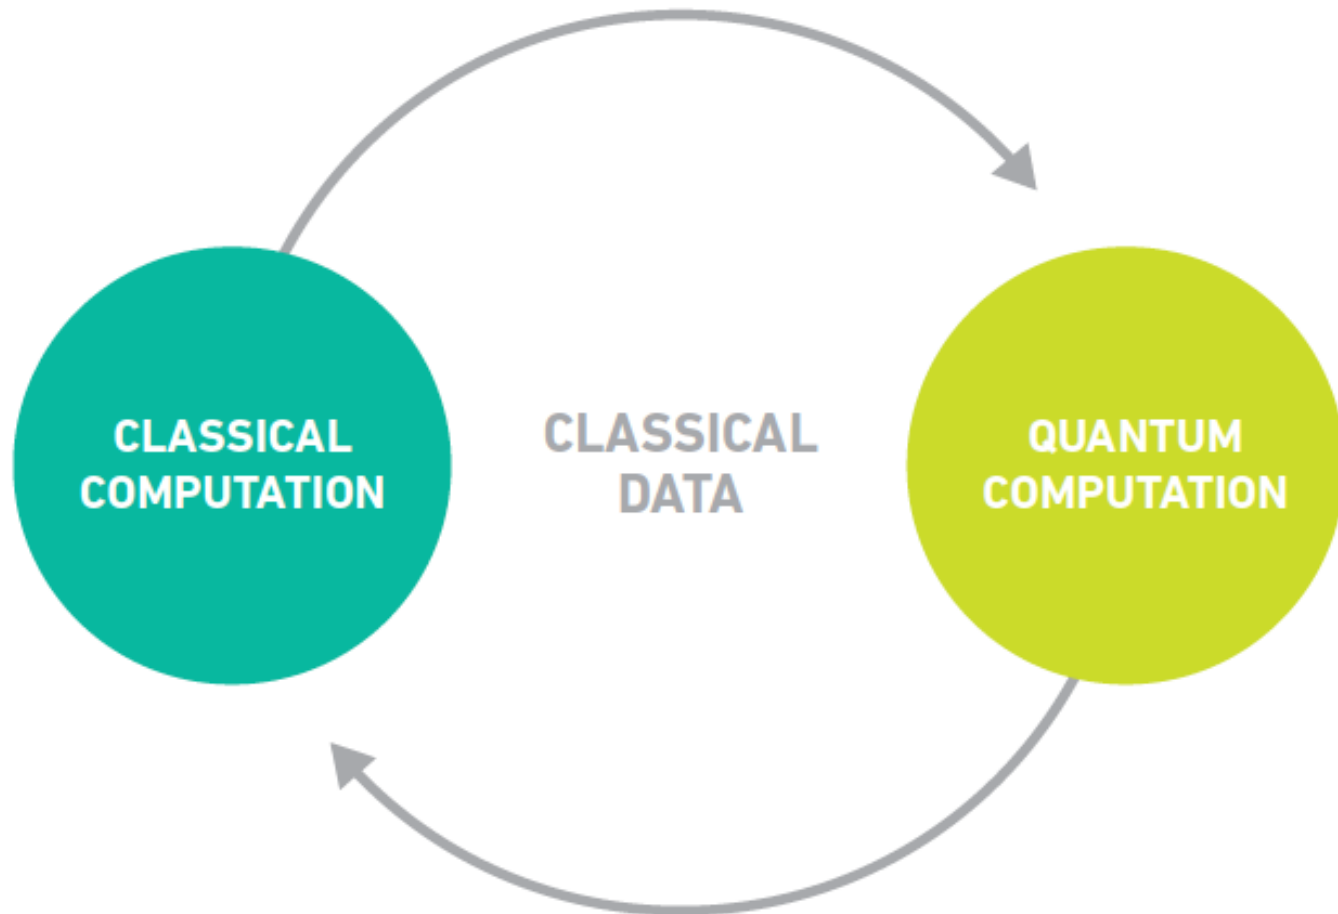 CLASSICAL
COMPUTATION
CLASSICAL
DATA
QUANTUM
COMPUTATION